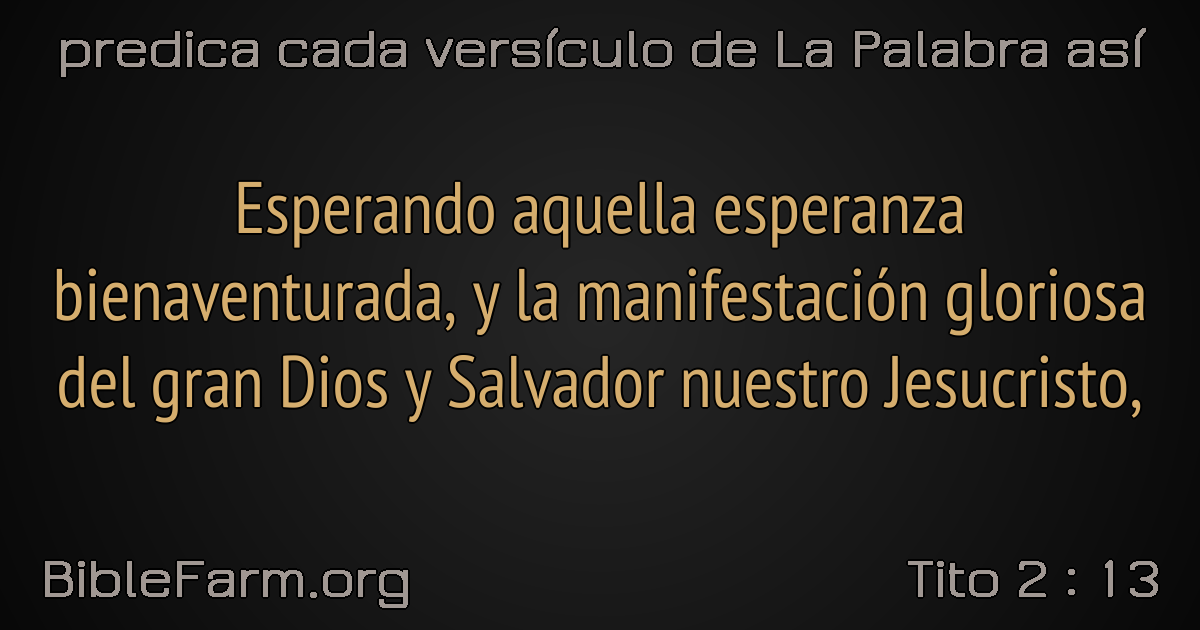 predica cada versículo de La Palabra así
Esperando aquella esperanza
bienaventurada, y la manifestación gloriosa
del gran Dios y Salvador nuestro Jesucristo,
BibleFarm.org
Tito 2 : 13